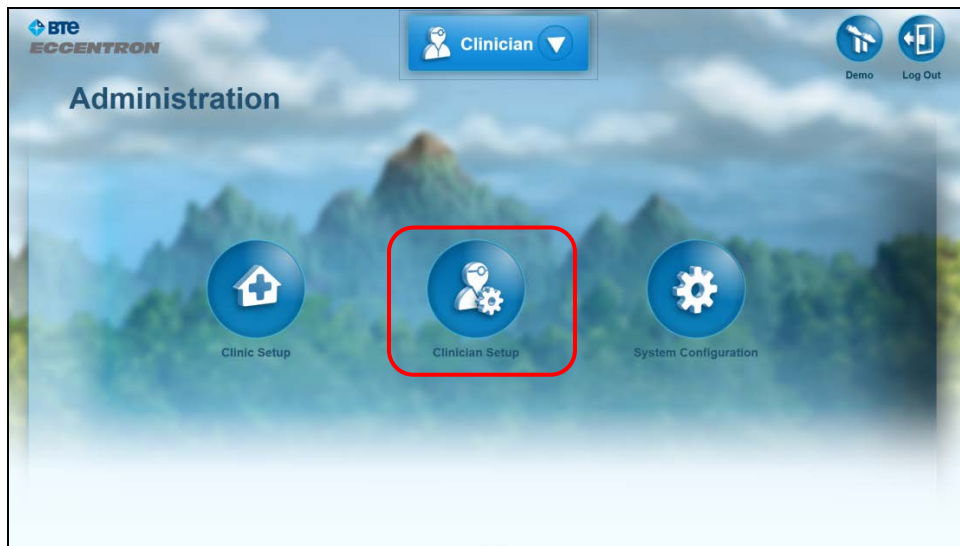 BTE
ECCENTRON
Clinician
Demo
Log Out
Administration
Clinic Setup
Clinician Setup
System Configuration